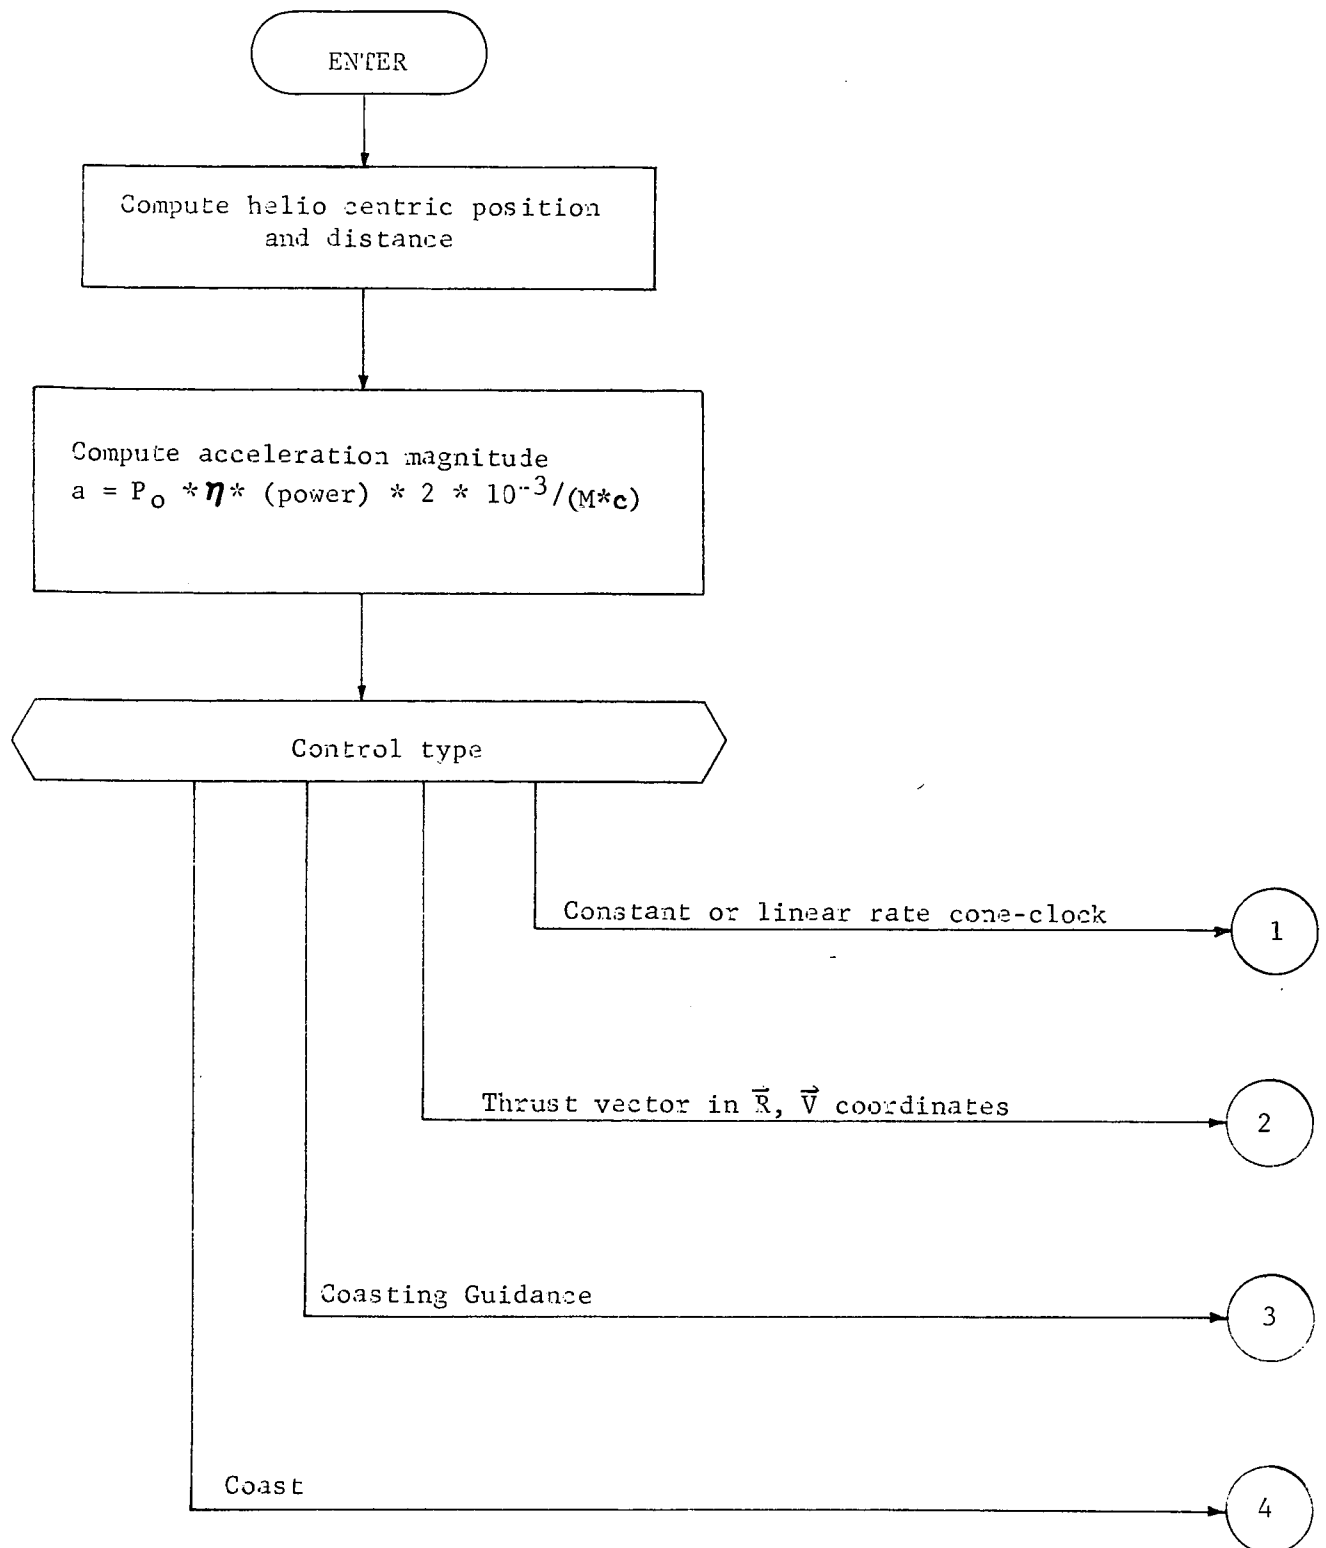 ENTER
Compute helio centric position
and distance
Compute acceleration magnitude
a = P₀ * η * (power) * 2 * 10⁻³/(M*c)
Control type
Constant or linear rate cone-clock
1
Thrust vector in R⃗, V⃗ coordinates
2
Coasting Guidance
3
Coast
4